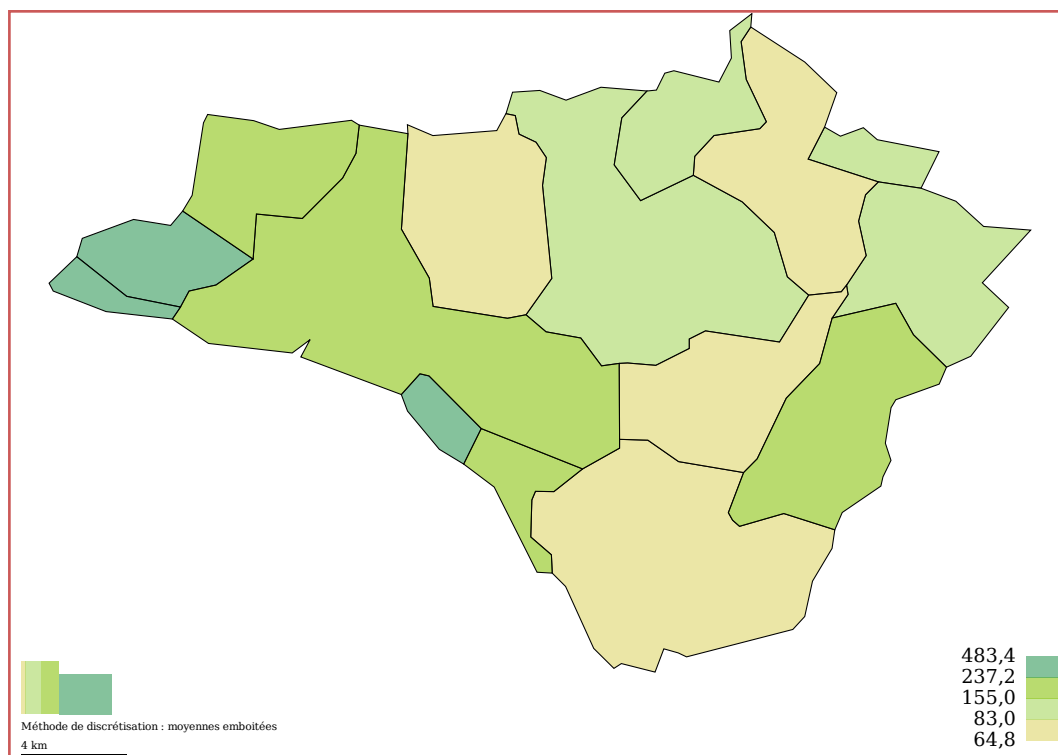 483,4
237,2
155,0
83,0
64,8
Méthode de discrétisation : moyennes emboitées
4 km